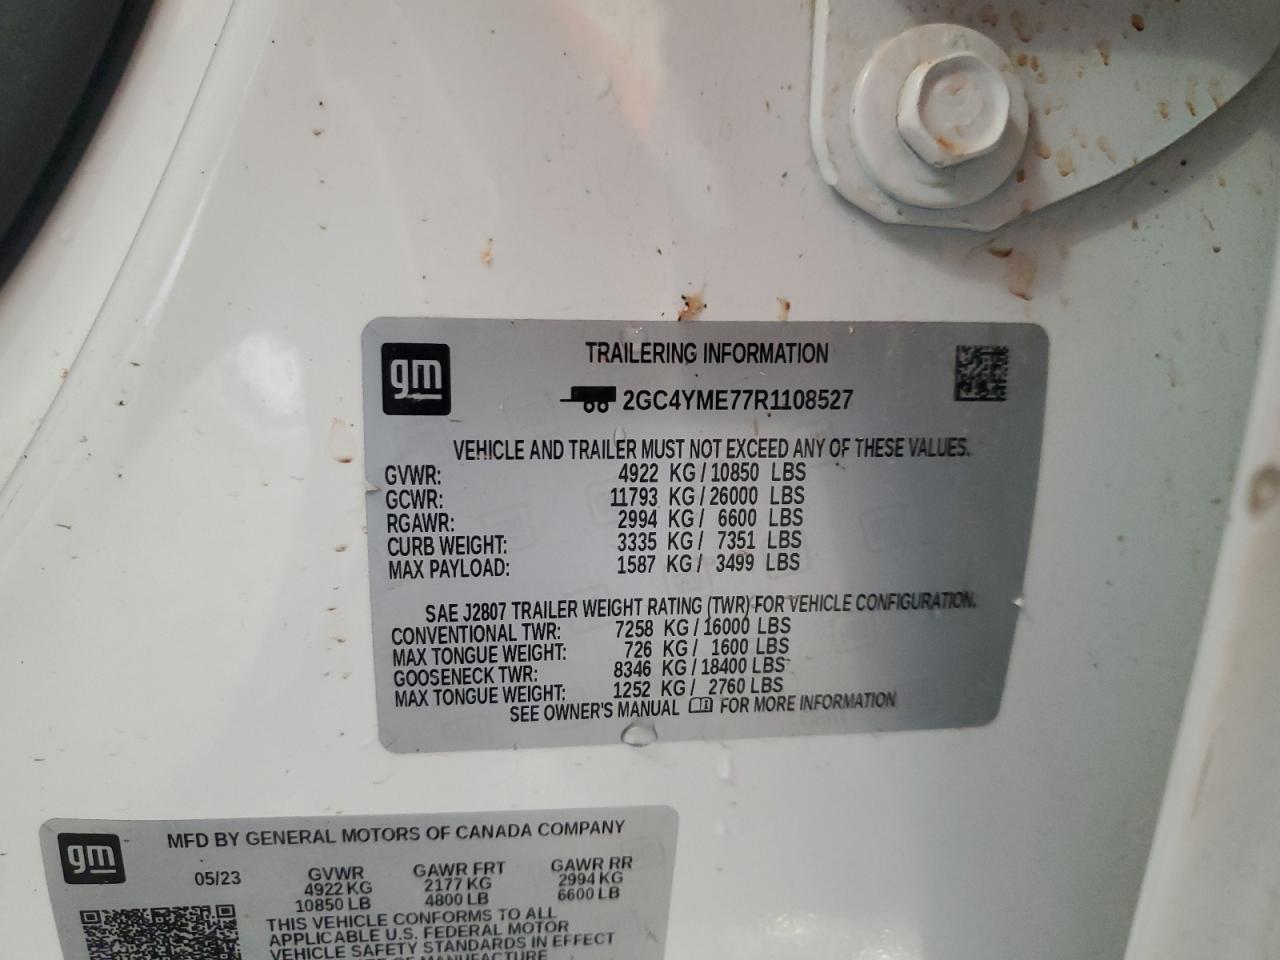 gm
TRAILERING INFORMATION
2GC4YME77R1108527
VEHICLE AND TRAILER MUST NOT EXCEED ANY OF THESE VALUES.
GVWR: 4922 KG / 10850 LBS
GCWR: 11793 KG / 26000 LBS
RGAWR: 2994 KG / 6600 LBS
CURB WEIGHT: 3335 KG / 7351 LBS
MAX PAYLOAD: 1587 KG / 3499 LBS
SAE J2807 TRAILER WEIGHT RATING (TWR) FOR VEHICLE CONFIGURATION.
CONVENTIONAL TWR: 7258 KG / 16000 LBS
MAX TONGUE WEIGHT: 726 KG / 1600 LBS
GOOSENECK TWR: 8346 KG / 18400 LBS
MAX TONGUE WEIGHT: 1252 KG / 2760 LBS
SEE OWNER'S MANUAL FOR MORE INFORMATION
gm
MFD BY GENERAL MOTORS OF CANADA COMPANY
05/23 GVWR GAWR FRT GAWR RR
4922 KG 2177 KG 2994 KG
10850 LB 4800 LB 6600 LB
THIS VEHICLE CONFORMS TO ALL
APPLICABLE U.S. FEDERAL MOTOR
VEHICLE SAFETY STANDARDS IN EFFECT
OF MANUFACTURE